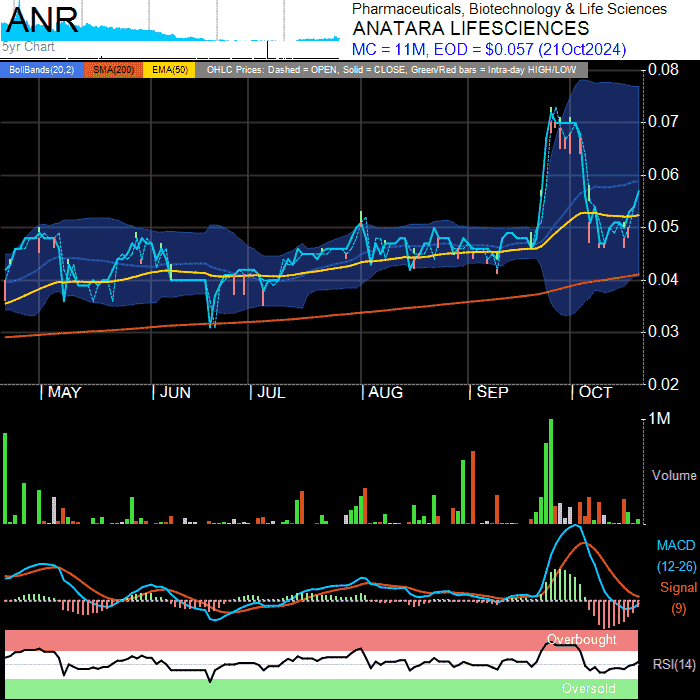 ANR
Pharmaceuticals, Biotechnology & Life Sciences
ANATARA LIFESCIENCES
MC = 11M, EOD = $0.057 (21Oct2024)
5yr Chart
BollBands(20,2) SMA(200) EMA(50) OHLC Prices: Dashed = OPEN, Solid = CLOSE, Green/Red bars = Intra-day HIGH/LOW
0.08
0.07
0.06
0.05
0.04
0.03
0.02
MAY JUN JUL AUG SEP OCT
1M
Volume
MACD
(12-26)
Signal
(9)
Overbought
RSI(14)
Oversold